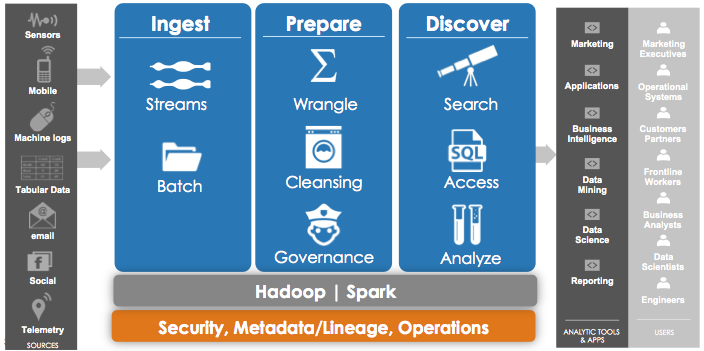 Sensors
Mobile
Machine logs
Tabular Data
email
Social
Telemetry
SOURCES
Ingest
Streams
Batch
Prepare
Wrangle
Cleansing
Governance
Discover
Search
SQL
Access
Analyze
Hadoop | Spark
Security, Metadata/Lineage, Operations
Marketing
Applications
Business
Intelligence
Data
Mining
Data
Science
Reporting
ANALYTIC TOOLS
& APPS
Marketing
Executives
Operational
Systems
Customers
Partners
Frontline
Workers
Business
Analysts
Data
Scientists
Engineers
USERS